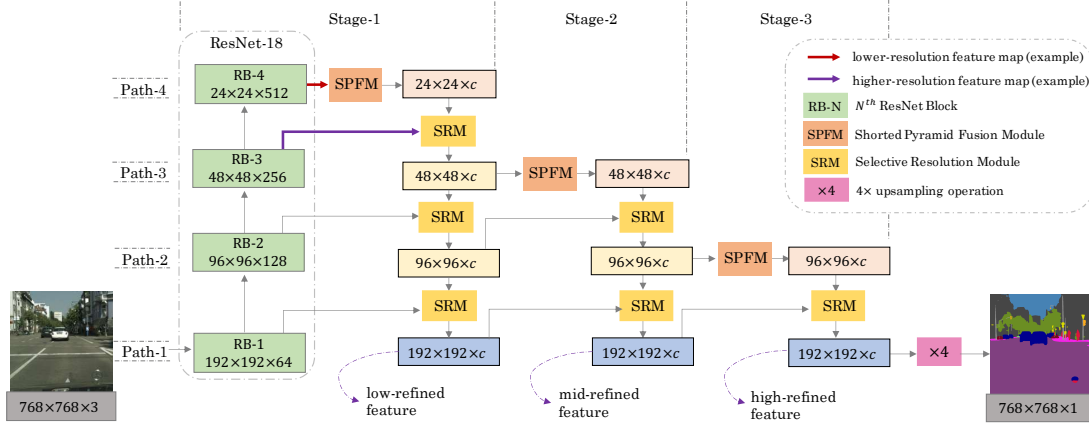 Stage-1
Stage-2
Stage-3
ResNet-18
lower-resolution feature map (example)
higher-resolution feature map (example)
RB-N
Nᵗʰ ResNet Block
SPFM
Shorted Pyramid Fusion Module
SRM
Selective Resolution Module
×4
4× upsampling operation
Path-4
RB-4
24×24×512
SPFM
24×24×c
SRM
Path-3
RB-3
48×48×256
48×48×c
SPFM
48×48×c
SRM
SRM
Path-2
RB-2
96×96×128
96×96×c
96×96×c
SPFM
96×96×c
SRM
SRM
SRM
Path-1
RB-1
192×192×64
192×192×c
192×192×c
192×192×c
×4
768×768×3
low-refined
feature
mid-refined
feature
high-refined
feature
768×768×1